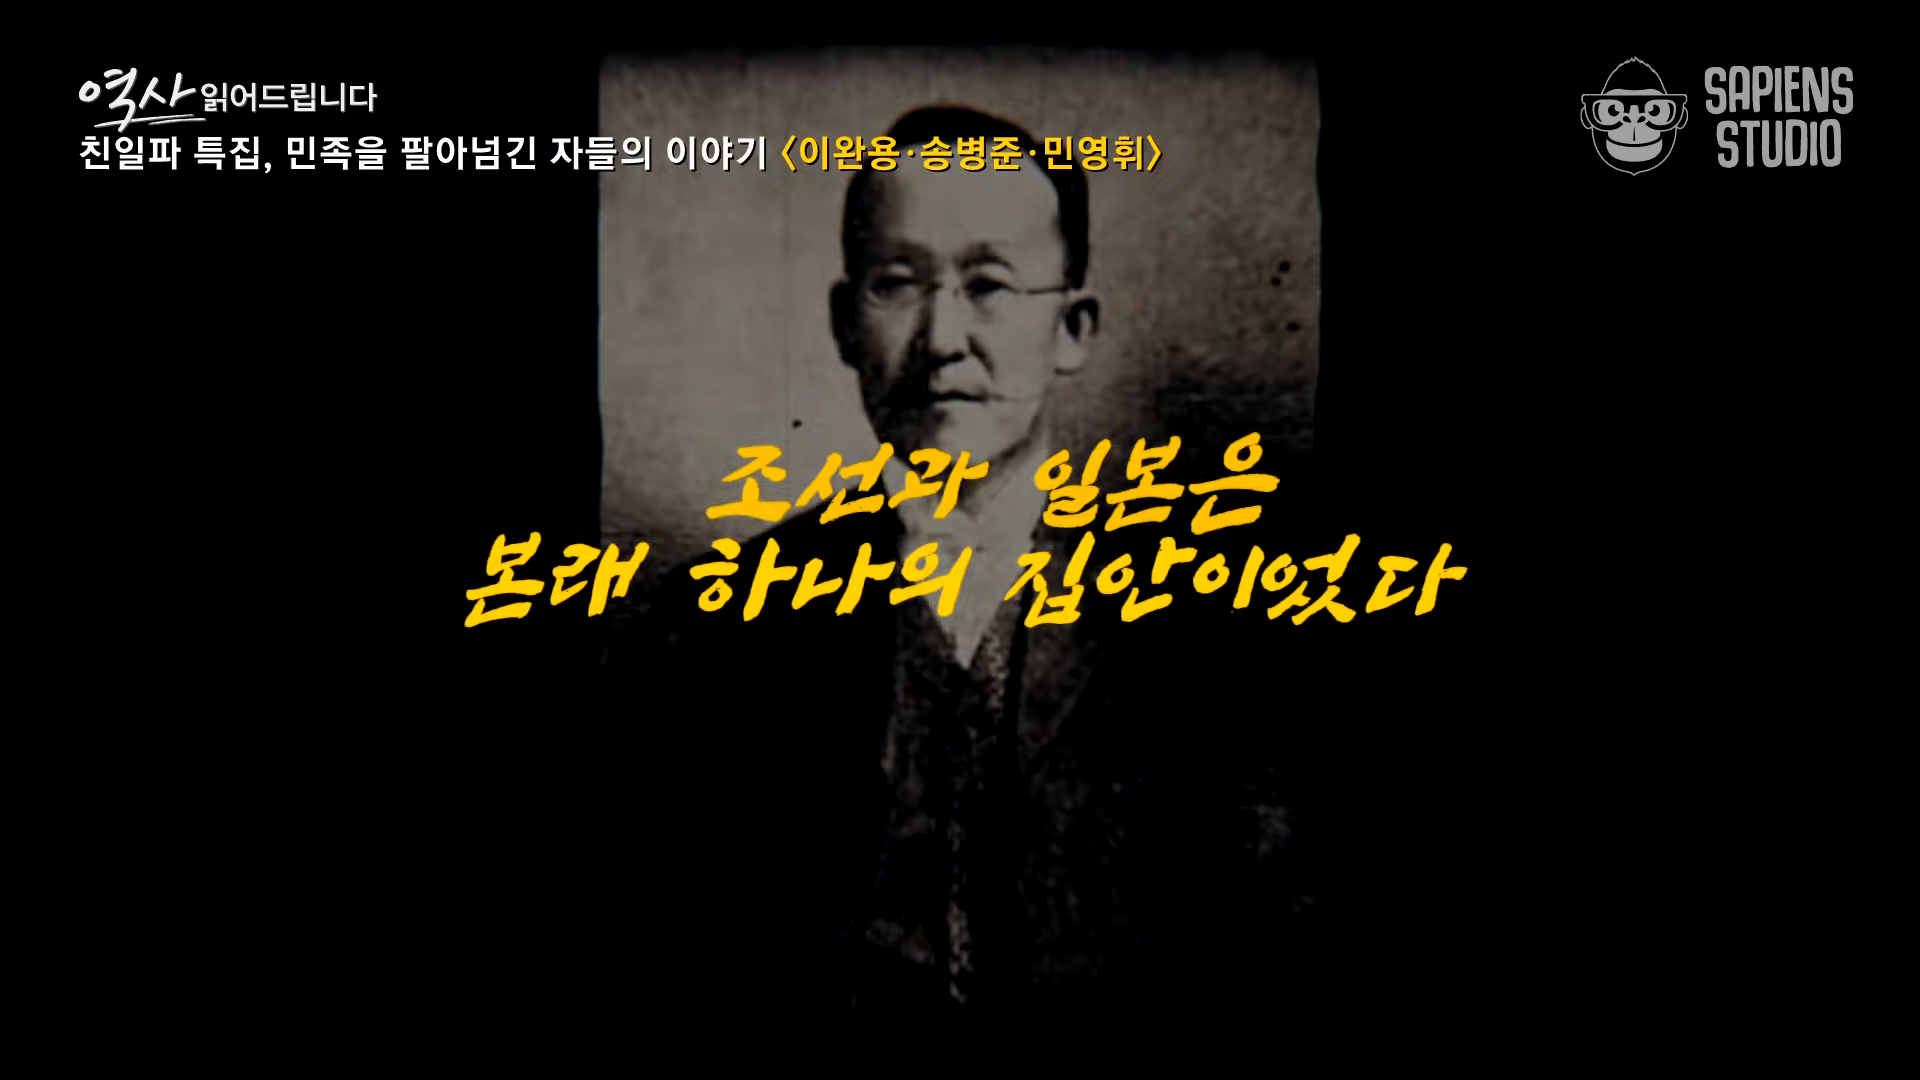 역사 읽어드립니다
친일파 특집, 민족을 팔아넘긴 자들의 이야기 〈이완용·송병준·민영휘〉
SAPIENS
STUDIO
조선과 일본은
본래 하나의 집안이었다